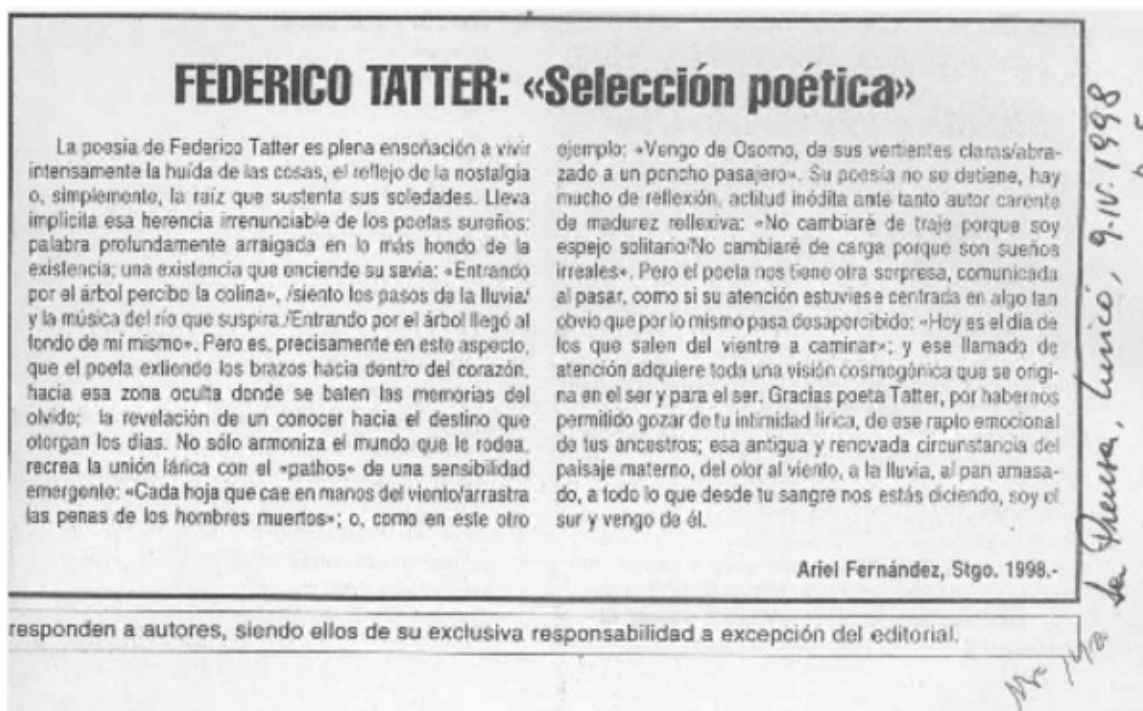 FEDERICO TATTER: «Selección poética»
La poesía de Federico Tatter es plena ensoñación a vivir
intensamente la huída de las cosas, el reflejo de la nostalgia
o, simplemente, la raíz que sustenta sus soledades. Lleva
implícita esa herencia irrenunciable de los poetas sureños:
palabra profundamente arraigada en lo más hondo de la
existencia; una existencia que enciende su savia: «Entrando
por el árbol percibo la colina», /siento los pasos de la lluvia/
y la música del río que suspira./Entrando por el árbol llegó al
fondo de mí mismo». Pero es, precisamente en este aspecto,
que el poeta extiende los brazos hacia dentro del corazón,
hacia esa zona oculta donde se baten las memorias del
olvido; la revelación de un conocer hacia el destino que
otorgan los días. No sólo armoniza el mundo que le rodea,
recrea la unión lárica con el «pathos» de una sensibilidad
emergente: «Cada hoja que cae en manos del viento/arrastra
las penas de los hombres muertos»; o, como en este otro
ejemplo: «Vengo de Osorno, de sus vertientes claras/abra-
zado a un poncho pasajero». Su poesía no se detiene, hay
mucho de reflexión, actitud inédita ante tanto autor carente
de madurez reflexiva: «No cambiaré de traje porque soy
espejo solitario/No cambiaré de carga porque son sueños
irreales». Pero el poeta nos tiene otra sorpresa, comunicada
al pasar, como si su atención estuviese centrada en algo tan
obvio que por lo mismo pasa desapercibido: «Hoy es el día de
los que salen del vientre a caminar»; y ese llamado de
atención adquiere toda una visión cosmogónica que se origi-
na en el ser y para el ser. Gracias poeta Tatter, por habernos
permitido gozar de tu intimidad lírica, de ese rapto emocional
de tus ancestros; esa antigua y renovada circunstancia del
paisaje materno, del olor al viento, a la lluvia, al pan amasa-
do, a todo lo que desde tu sangre nos estás diciendo, soy el
sur y vengo de él.
Ariel Fernández, Stgo. 1998.-
responden a autores, siendo ellos de su exclusiva responsabilidad a excepción del editorial.
La Prensa, Curicó, 9.IV.1998